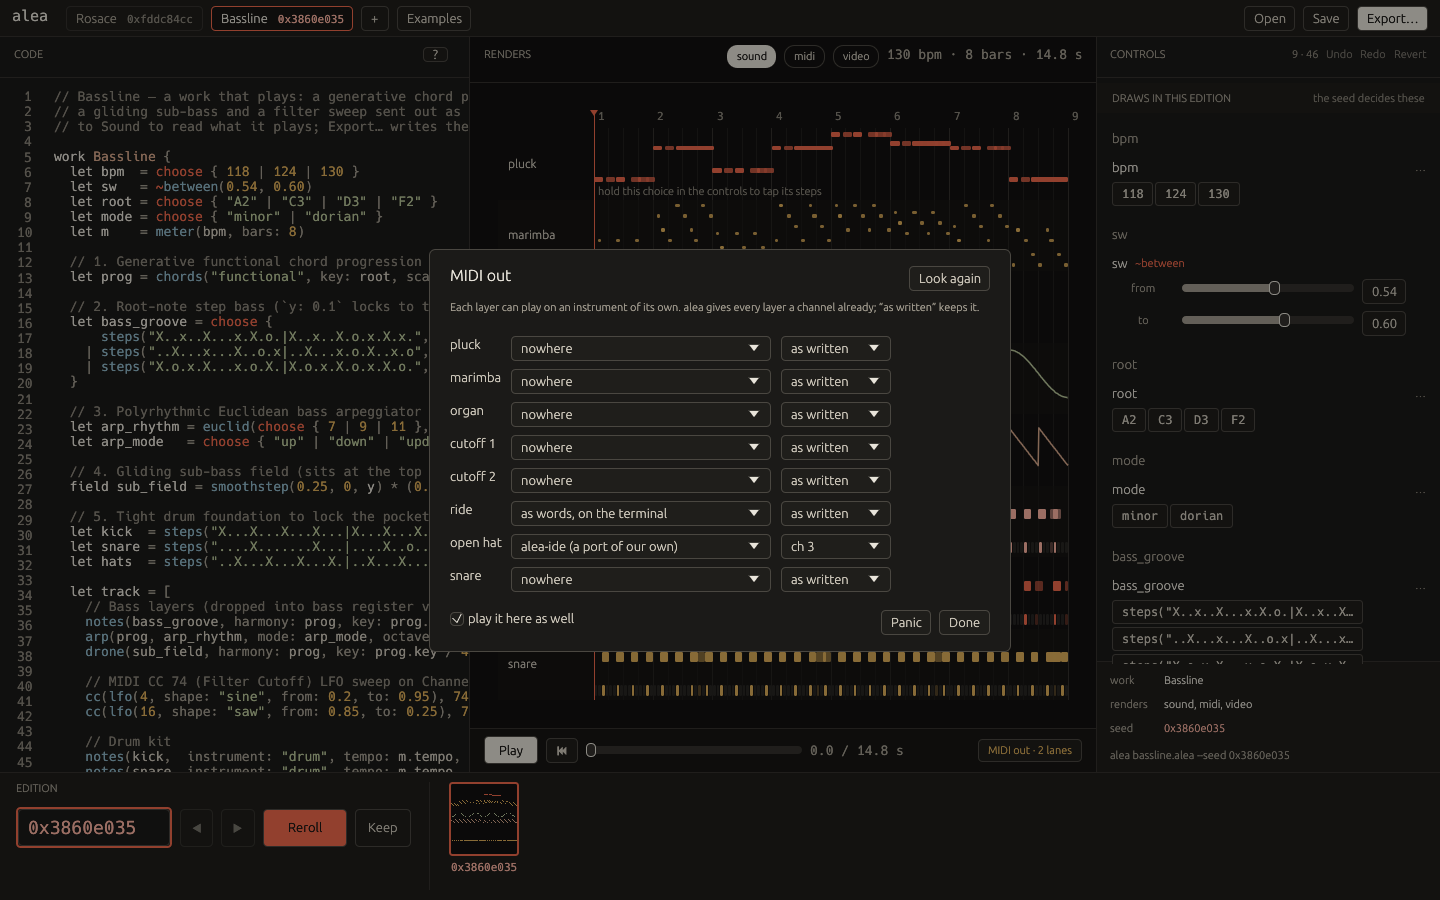 alea Rosace 0xfddc84cc Bassline 0x3860e035 + Examples Open Save Export...
CODE ?
1 // Bassline — a work that plays: a generative chord p
2 // a gliding sub-bass and a filter sweep sent out as
3 // to Sound to read what it plays; Export… writes the
4
5 work Bassline {
6 let bpm = choose { 118 | 124 | 130 }
7 let sw = ~between(0.54, 0.60)
8 let root = choose { "A2" | "C3" | "D3" | "F2" }
9 let mode = choose { "minor" | "dorian" }
10 let m = meter(bpm, bars: 8)
11
12 // 1. Generative functional chord progression
13 let prog = chords("functional", key: root, sca
14
15 // 2. Root-note step bass (`y: 0.1` locks to t
16 let bass_groove = choose {
17 steps("X..x..X...x.X.o.|X..x..X.o.x.X.x.",
18 | steps("..X...x...X..o.x|..X...x.o.X..x.o",
19 | steps("X.o.x.X...x.o.X.|X.o.x.X.o.x.X.o.",
20 }
21
22 // 3. Polyrhythmic Euclidean bass arpeggiator
23 let arp_rhythm = euclid(choose { 7 | 9 | 11 },
24 let arp_mode = choose { "up" | "down" | "upd
25
26 // 4. Gliding sub-bass field (sits at the top
27 field sub_field = smoothstep(0.25, 0, y) * (0.
28
29 // 5. Tight drum foundation to lock the pocket
30 let kick = steps("X...X...X...X...|X...X...X.
31 let snare = steps("....X.......X...|....X..o..
32 let hats = steps("..X...X...X...X.|..X...X...
33
34 let track = [
35 // Bass layers (dropped into bass register v
36 notes(bass_groove, harmony: prog, key: prog.
37 arp(prog, arp_rhythm, mode: arp_mode, octave
38 drone(sub_field, harmony: prog, key: prog.key / 4
39
40 // MIDI CC 74 (Filter Cutoff) LFO sweep on Channe
41 cc(lfo(4, shape: "sine", from: 0.2, to: 0.95), 74
42 cc(lfo(16, shape: "saw", from: 0.85, to: 0.25), 7
43
44 // Drum kit
45 notes(kick, instrument: "drum", tempo: m.tempo,
notes(snare, instrument: "drum", tempo: m.tempo,
RENDERS sound midi video 130 bpm · 8 bars · 14.8 s
1 2 3 4 5 6 7 8 9
pluck
hold this choice in the controls to tap its steps
marimba
MIDI out Look again
Each layer can play on an instrument of its own. alea gives every layer a channel already; “as written” keeps it.
pluck nowhere as written
marimba nowhere as written
organ nowhere as written
cutoff 1 nowhere as written
cutoff 2 nowhere as written
ride as words, on the terminal as written
open hat alea-ide (a port of our own) ch 3
snare nowhere as written
play it here as well Panic Done
snare
Play 0.0 / 14.8 s MIDI out · 2 lanes
CONTROLS 9 · 46 Undo Redo Revert
DRAWS IN THIS EDITION the seed decides these
bpm
bpm ...
118 124 130
sw
sw ~between
from 0.54
to 0.60
root
root ...
A2 C3 D3 F2
mode
mode ...
minor dorian
bass_groove
bass_groove ...
steps("X..x..X...x.X.o.|X..x..X…
steps("..X...x...X..o.x|..X...x…
work Bassline
renders sound, midi, video
seed 0x3860e035
alea bassline.alea --seed 0x3860e035
EDITION
0x3860e035 Reroll Keep
0x3860e035